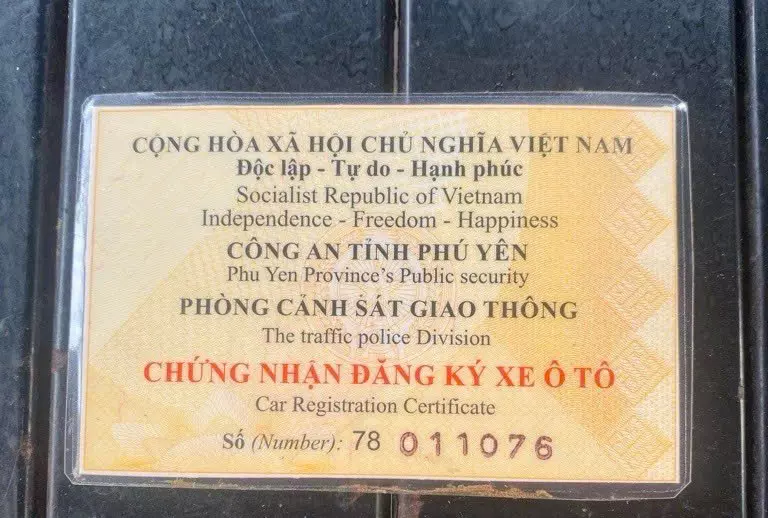 CỘNG HÒA XÃ HỘI CHỦ NGHĨA VIỆT NAM
Độc lập - Tự do - Hạnh phúc
Socialist Republic of Vietnam
Independence - Freedom - Happiness
CÔNG AN TỈNH PHÚ YÊN
Phu Yen Province's Public security
PHÒNG CẢNH SÁT GIAO THÔNG
The traffic police Division
CHỨNG NHẬN ĐĂNG KÝ XE Ô TÔ
Car Registration Certificate
Số (Number): 78 011076